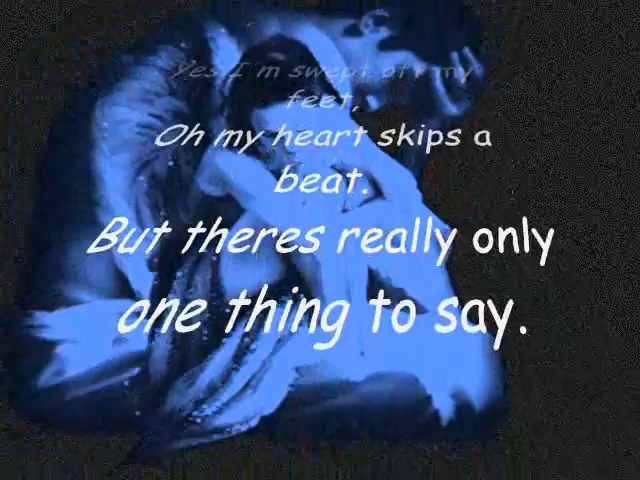 Yes I'm swept off my
feet,
Oh my heart skips a
beat.
But theres really only
one thing to say.